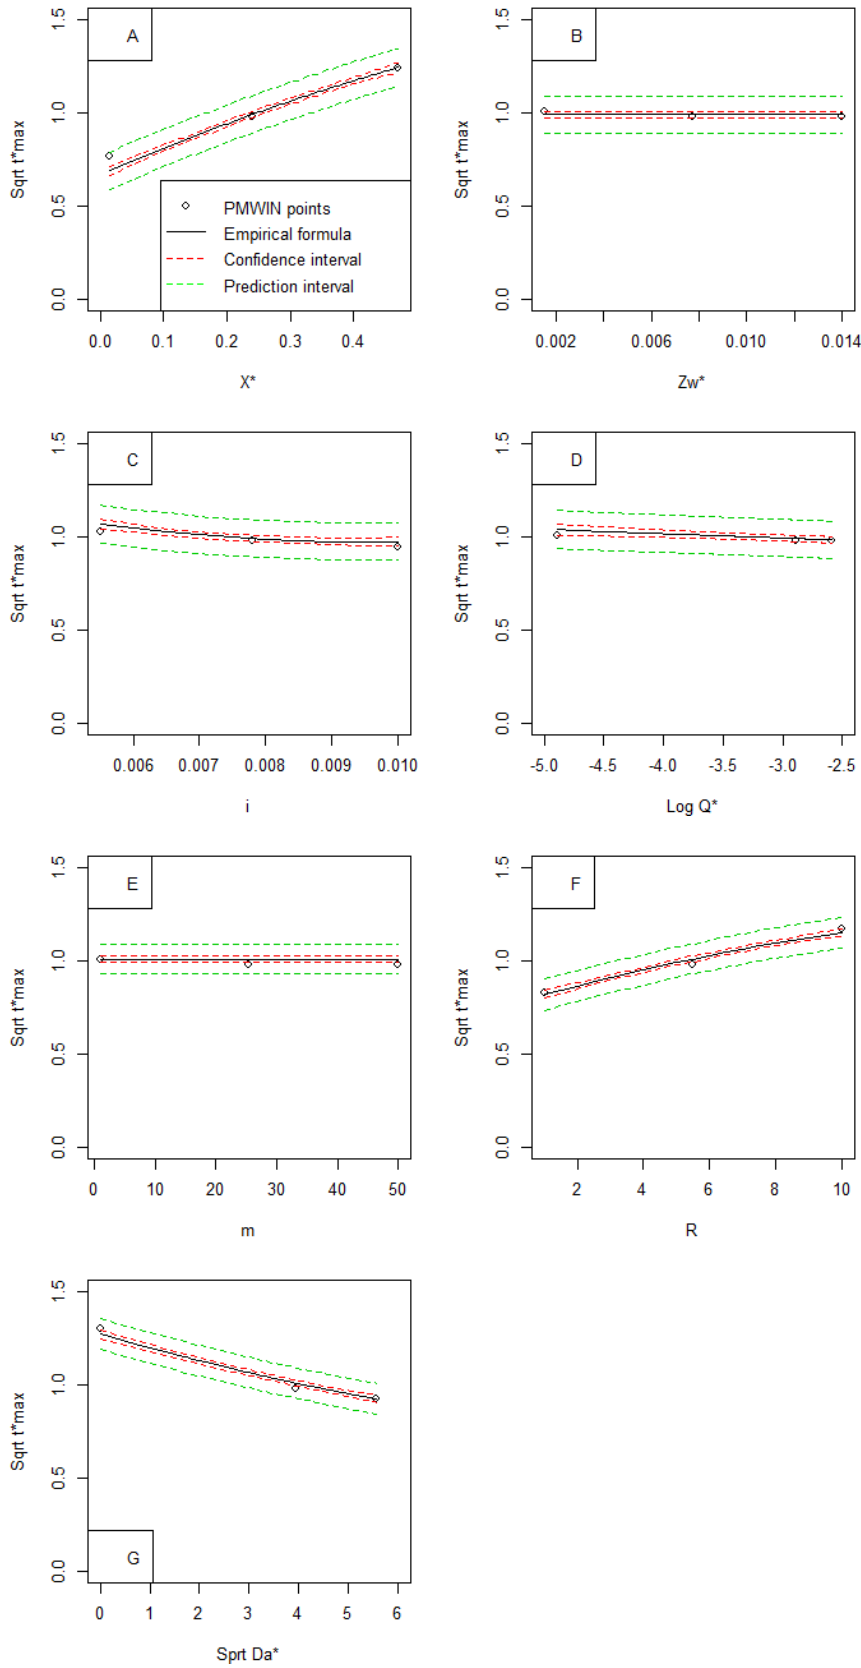 A
Sqrt t*max
1.5
1.0
0.5
0.0
PMWIN points
Empirical formula
Confidence interval
Prediction interval
0.0 0.1 0.2 0.3 0.4
X*
B
Sqrt t*max
1.5
1.0
0.5
0.0
0.002 0.006 0.010 0.014
Zw*
C
Sqrt t*max
1.5
1.0
0.5
0.0
0.006 0.007 0.008 0.009 0.010
i
D
Sqrt t*max
1.5
1.0
0.5
0.0
-5.0 -4.5 -4.0 -3.5 -3.0 -2.5
Log Q*
E
Sqrt t*max
1.5
1.0
0.5
0.0
0 10 20 30 40 50
m
F
Sqrt t*max
1.5
1.0
0.5
0.0
2 4 6 8 10
R
G
Sqrt t*max
1.5
1.0
0.5
0.0
0 1 2 3 4 5 6
Sprt Da*